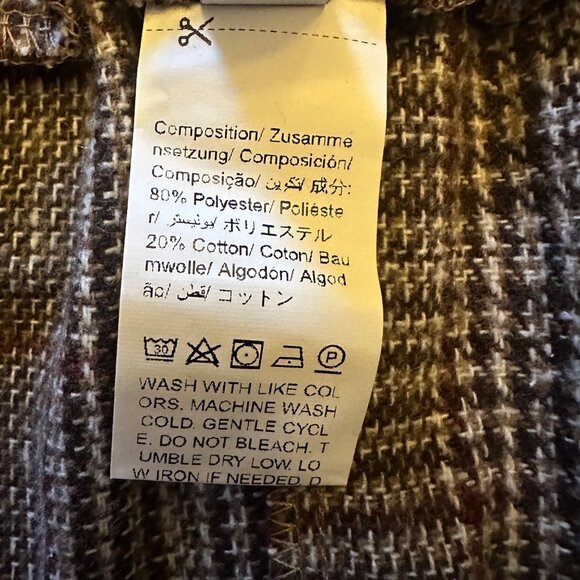 Composition/ Zusamme
nsetzung/ Composición/
Composição/ تكوين/ 成分:
80% Polyester/ Poliéste
r/ بوليستر/ ポリエステル
20% Cotton/ Coton/ Bau
mwolle/ Algodón/ Algod
ão/ قطن/ コットン
30 P
WASH WITH LIKE COL
ORS. MACHINE WASH
COLD. GENTLE CYCL
E. DO NOT BLEACH. T
UMBLE DRY LOW. LO
W IRON IF NEEDED. D